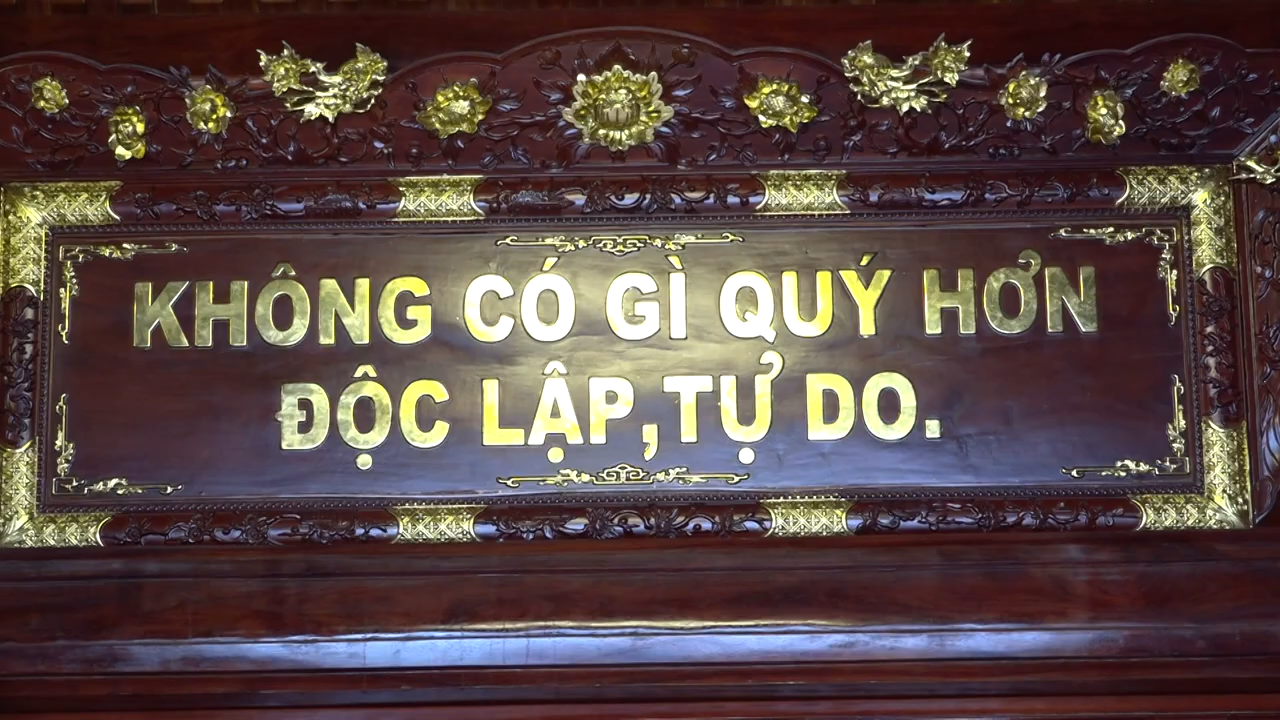 KHÔNG CÓ GÌ QUÝ HƠN
ĐỘC LẬP,TỰ DO.